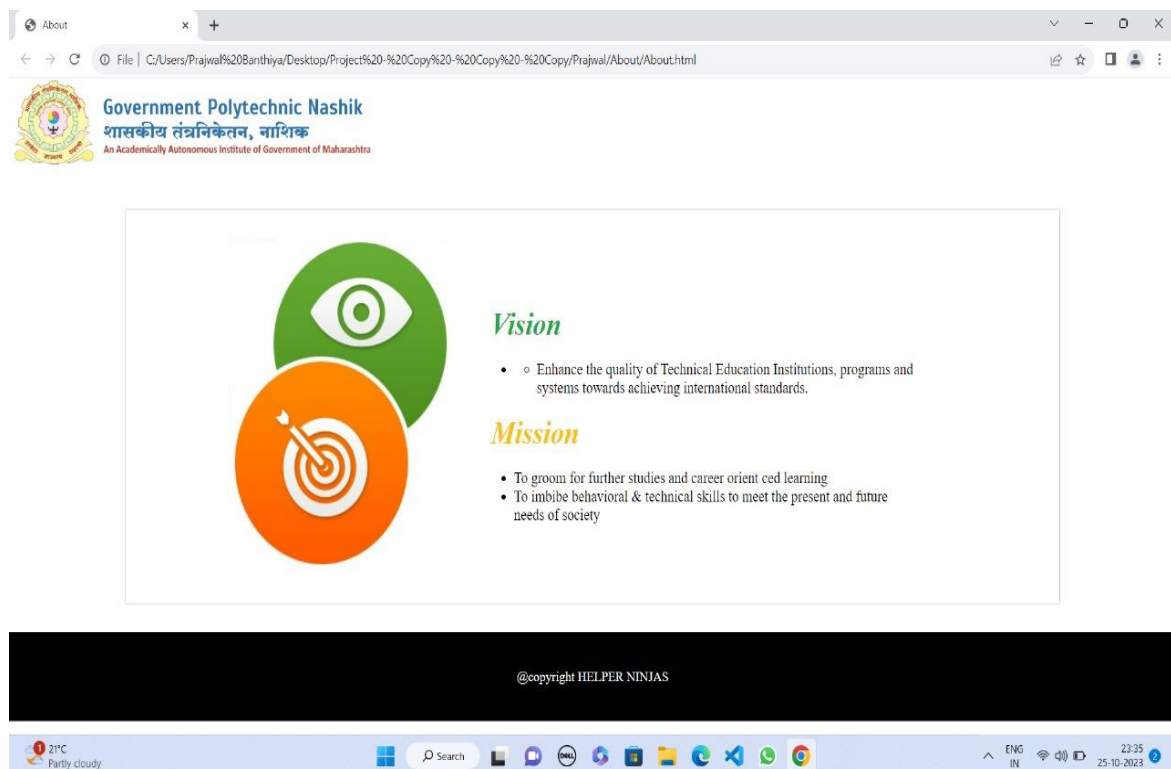 About
File | C:/Users/Prajwal%20Banthiya/Desktop/Project%20-%20Copy%20-%20Copy%20-%20Copy/Prajwal/About/About.html
Government Polytechnic Nashik
शासकीय तंत्रनिकेतन, नाशिक
An Academically Autonomous Institute of Government of Maharashtra
Vision
Enhance the quality of Technical Education Institutions, programs and
systems towards achieving international standards.
Mission
To groom for further studies and career orient ced learning
To imbibe behavioral & technical skills to meet the present and future
needs of society
@copyright HELPER NINJAS
1
21°C
Partly cloudy
Search
DELL
ENG
IN
23:35
25-10-2023
2